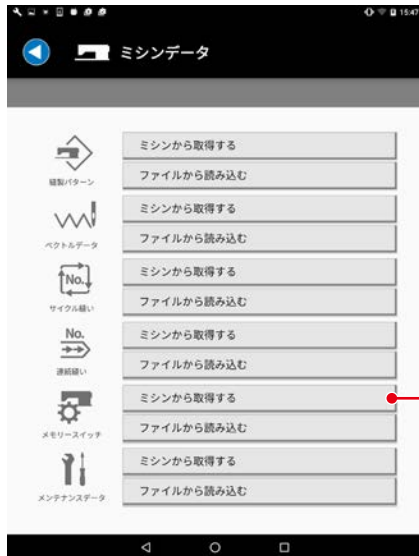 15:47
ミシンデータ
ミシンから取得する
ファイルから読み込む
縫製パターン
ミシンから取得する
ファイルから読み込む
ベクトルデータ
No.
ミシンから取得する
ファイルから読み込む
サイクル縫い
No.
ミシンから取得する
ファイルから読み込む
連続縫い
ミシンから取得する
ファイルから読み込む
メモリースイッチ
ミシンから取得する
ファイルから読み込む
メンテナンスデータ